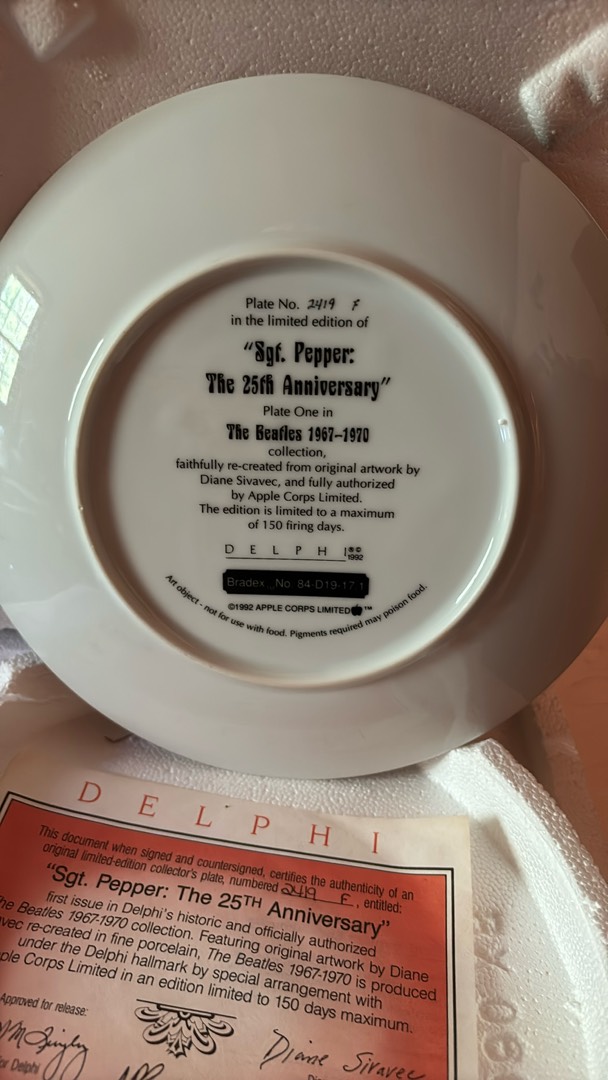 Plate No. 2419 F
in the limited edition of
"Sgt. Pepper:
The 25th Anniversary"
Plate One in
The Beatles 1967–1970
collection,
faithfully re-created from original artwork by
Diane Sivavec, and fully authorized
by Apple Corps Limited.
The edition is limited to a maximum
of 150 firing days.
DELPHI ®© 1992
Bradex No 84-D19-17.1
©1992 APPLE CORPS LIMITED ™
Art object - not for use with food. Pigments required may poison food.
DELPHI
This document when signed and countersigned, certifies the authenticity of an
original limited-edition collector's plate, numbered 2419 F, entitled:
"Sgt. Pepper: The 25TH Anniversary"
first issue in Delphi's historic and officially authorized
The Beatles 1967-1970 collection. Featuring original artwork by Diane
vec re-created in fine porcelain, The Beatles 1967-1970 is produced
under the Delphi hallmark by special arrangement with
ple Corps Limited in an edition limited to 150 days maximum.
Approved for release:
Diane Sivavec
or Delphi